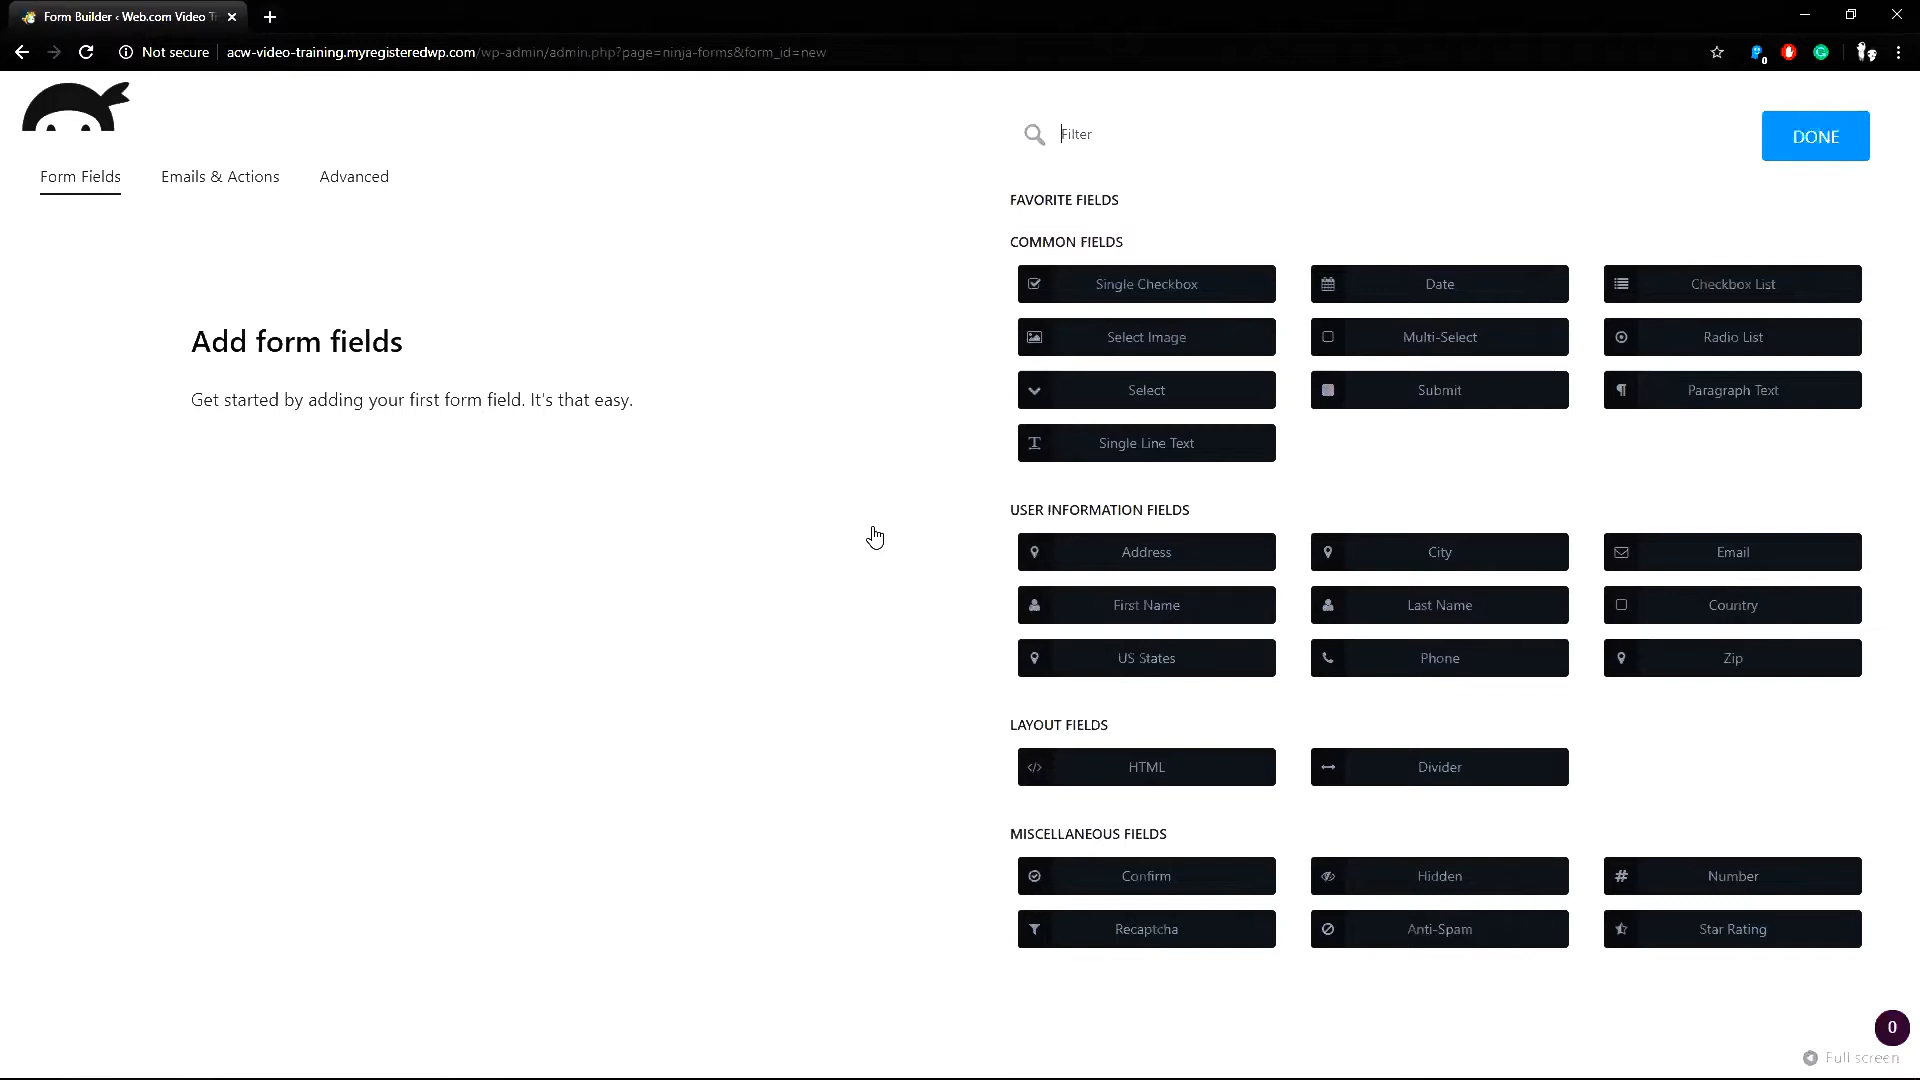 Form Builder ‹ Web.com Video T
Not secure
acw-video-training.myregisteredwp.com/wp-admin/admin.php?page=ninja-forms&form_id=new
Filter
DONE
Form Fields
Emails & Actions
Advanced
FAVORITE FIELDS
COMMON FIELDS
Single Checkbox
Date
Checkbox List
Add form fields
Select Image
Multi-Select
Radio List
Get started by adding your first form field. It's that easy.
Select
Submit
Paragraph Text
Single Line Text
USER INFORMATION FIELDS
Address
City
Email
First Name
Last Name
Country
US States
Phone
Zip
LAYOUT FIELDS
HTML
Divider
MISCELLANEOUS FIELDS
Confirm
Hidden
Number
Recaptcha
Anti-Spam
Star Rating
0
Full screen